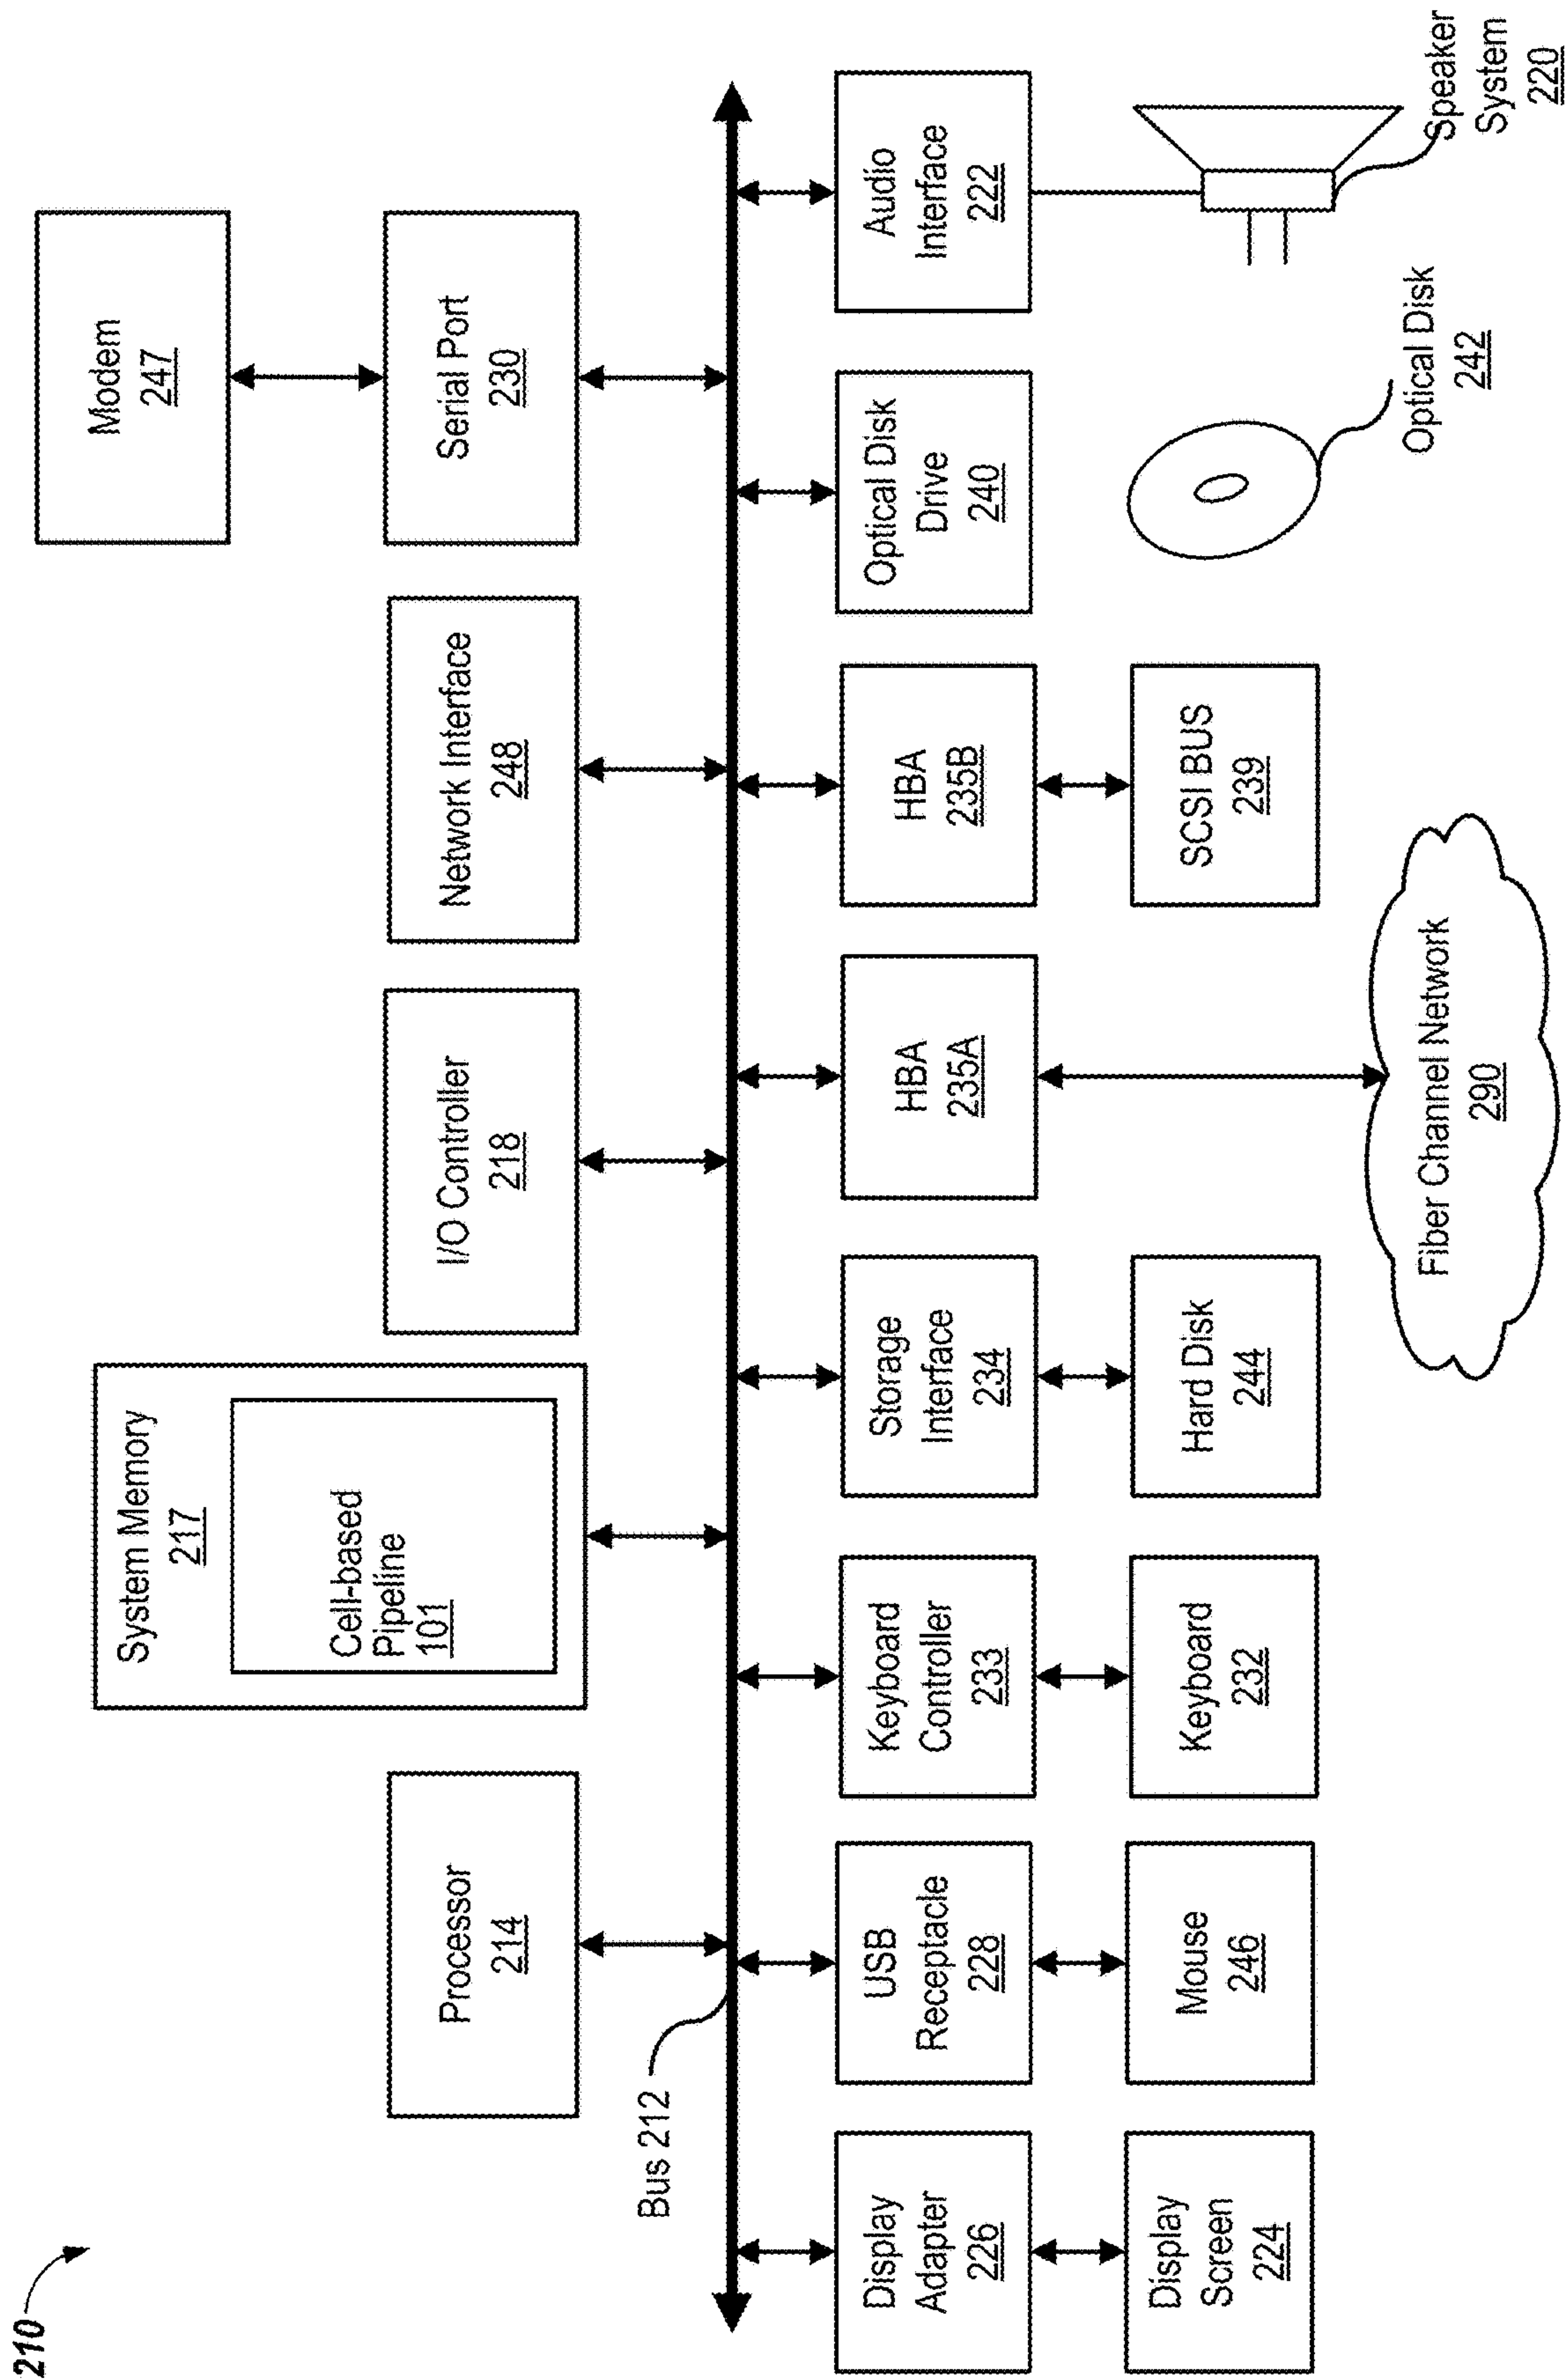 210
Processor
214
System Memory
217
Cell-based
Pipeline
101
I/O Controller
218
Network Interface
248
Modem
247
Serial Port
230
Bus 212
Display
Adapter
226
USB
Receptacle
228
Keyboard
Controller
233
Storage
Interface
234
HBA
235A
HBA
235B
Optical Disk
Drive
240
Audio
Interface
222
Display
Screen
224
Mouse
246
Keyboard
232
Hard Disk
244
Fiber Channel Network
290
SCSI BUS
239
Optical Disk
242
Speaker
System
220